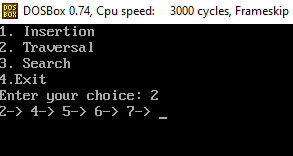 DOSBox 0.74, Cpu speed: 3000 cycles, Frameskip
1. Insertion
2. Traversal
3. Search
4.Exit
Enter your choice: 2
2-> 4-> 5-> 6-> 7-> _